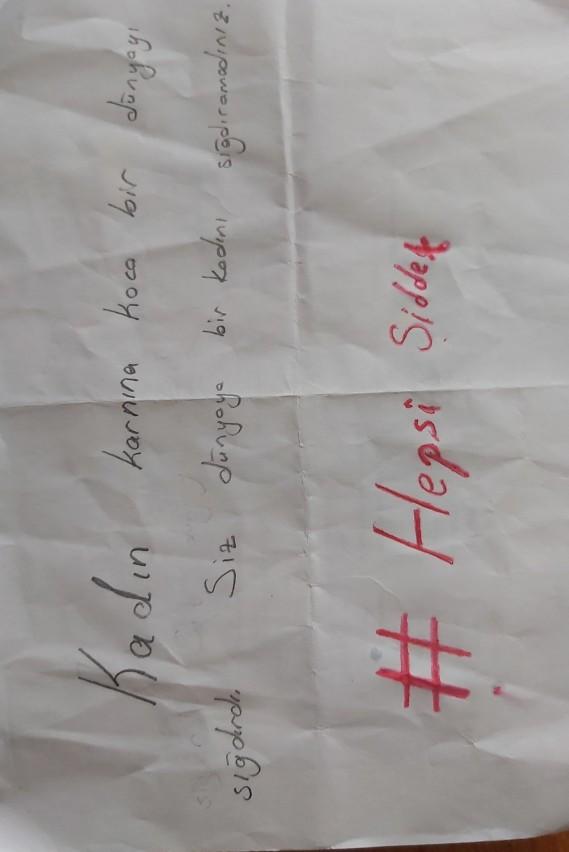 Kadın karnına koca bir dünyayı
sığdırdı. Siz dünyaya bir kadını sığdıramadınız.
# Hepsi Şiddet